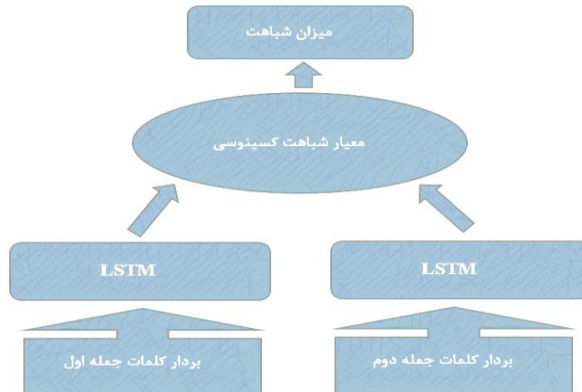 میزان شباهت
معیار شباهت کسینوسی
LSTM
LSTM
بردار کلمات جمله اول
بردار کلمات جمله دوم